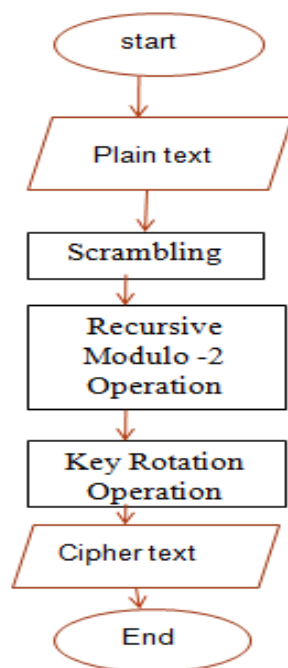 start
Plain text
Scrambling
Recursive
Modulo -2
Operation
Key Rotation
Operation
Cipher text
End